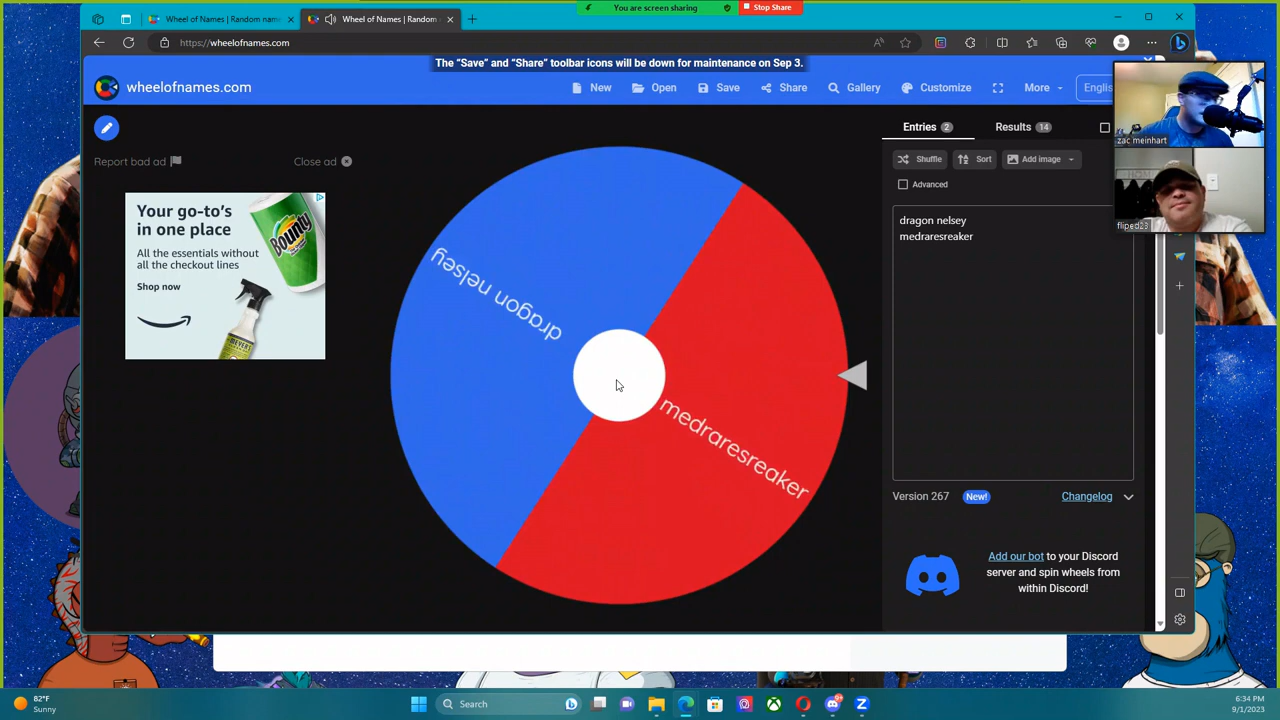 You are screen sharing
Stop Share
Wheel of Names | Random name
Wheel of Names | Random
https://wheelofnames.com
The “Save” and “Share” toolbar icons will be down for maintenance on Sep 3.
wheelofnames.com
New
Open
Save
Share
Gallery
Customize
More
Englis
zac meinhart
fliped23
Report bad ad
Close ad
Your go-to's
in one place
All the essentials without
all the checkout lines
Shop now
Bounty
dragon nelsey
medraresreaker
Entries 2
Results 14
Shuffle
Sort
Add image
Advanced
dragon nelsey
medraresreaker
Version 267
New!
Changelog
Add our bot to your Discord
server and spin wheels from
within Discord!
82°F
Sunny
Search
6:34 PM
9/1/2023